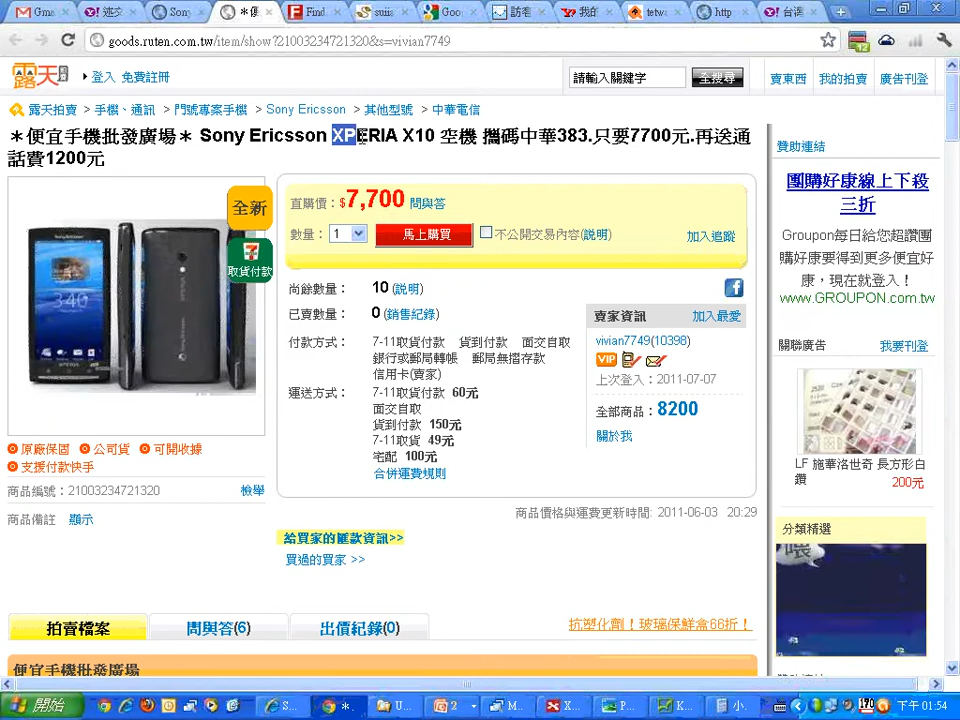 Gm
遊交
Sony
＊便
Find
suiis
Goo
訪看
我的
tetwa
http
台灣
goods.ruten.com.tw/item/show?21003234721320&s=vivian7749
12
露天
登入 免費註冊
請輸入關鍵字
全搜尋
賣東西 我的拍賣 廣告刊登
露天拍賣 > 手機、通訊 > 門號專案手機 > Sony Ericsson > 其他型號 > 中華電信
＊便宜手機批發廣場＊ Sony Ericsson XPERIA X10 空機 攜碼中華383.只要7700元.再送通
話費1200元
全新
取貨付款
直購價：$7,700 問與答
數量： 1 馬上購買 不公開交易內容(說明) 加入追蹤
尚餘數量： 10 (說明)
已賣數量： 0 (銷售紀錄)
付款方式： 7-11取貨付款 貨到付款 面交自取
銀行或郵局轉帳 郵局無摺存款
信用卡(賣家)
運送方式： 7-11取貨付款 60元
面交自取
貨到付款 150元
7-11取貨 49元
宅配 100元
合併運費規則
賣家資訊 加入最愛
vivian7749(10398)
VIP
上次登入：2011-07-07
全部商品：8200
關於我
原廠保固 公司貨 可開收據
支援付款快手
商品編號：21003234721320 檢舉
商品備註 顯示
商品價格與運費更新時間: 2011-06-03 20:29
給買家的匯款資訊>>
買過的買家 >>
拍賣檔案 問與答(6) 出價紀錄(0)
抗塑化劑！玻璃保鮮盒66折！
便宜手機批發廣場
贊助連結
團購好康線上下殺
三折
Groupon每日給您超讚團
購好康要得到更多便宜好
康，現在就登入！
www.GROUPON.com.tw
關聯廣告 我要刊登
LF 施華洛世奇 長方形白
鑽
200元
分類精選
開始
S...
＊...
U...
2
M...
X...
P...
K...
小...
170
下午 01:54